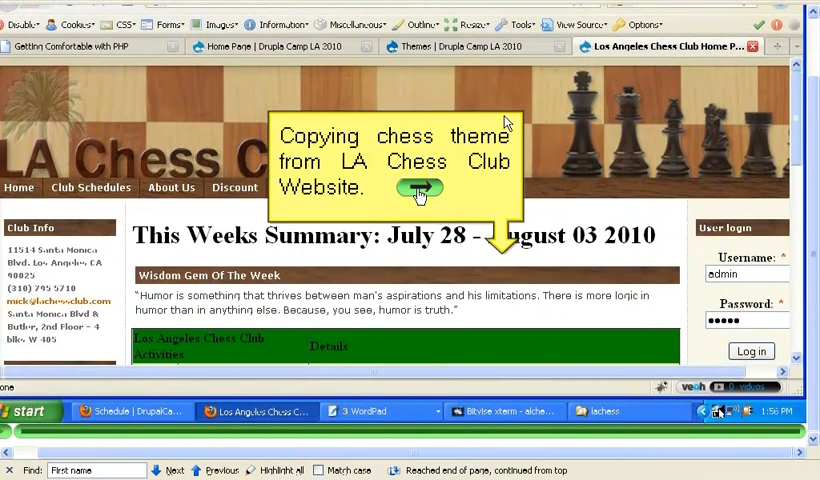 Disable Cookies CSS Forms Images Information Miscellaneous Outline Resize Tools View Source Options
Getting Comfortable with PHP
Home Page | Drupla Camp LA 2010
Themes | Drupla Camp LA 2010
Los Angeles Chess Club Home P...
LA Chess C
Copying chess theme
from LA Chess Club
Website.
Home Club Schedules About Us Discount
Club Info
11514 Santa Monica
Blvd. Los Angeles CA
90025
(310) 795 5710
mick@lachessclub.com
Santa Monica Blvd &
Butler, 2nd Floor - 4
blks W 405
This Weeks Summary: July 28 - August 03 2010
Wisdom Gem Of The Week
"Humor is something that thrives between man's aspirations and his limitations. There is more logic in
humor than in anything else. Because, you see, humor is truth."
Los Angeles Chess Club
Activities
Details
User login
Username: *
admin
Password: *
Log in
one
veoh 0 videos
start
Schedule | DrupalCa...
Los Angeles Chess C...
3 WordPad
Bitvise xterm - alche...
lachess
1:56 PM
Find: First name Next Previous Highlight all Match case Reached end of page, continued from top